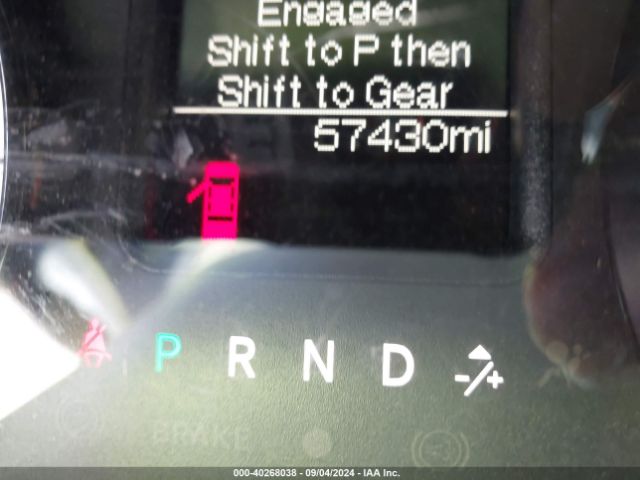 Engaged
Shift to P then
Shift to Gear
57430mi
P R N D -/+
BRAKE
000-40268038 - 09/04/2024 - IAA Inc.